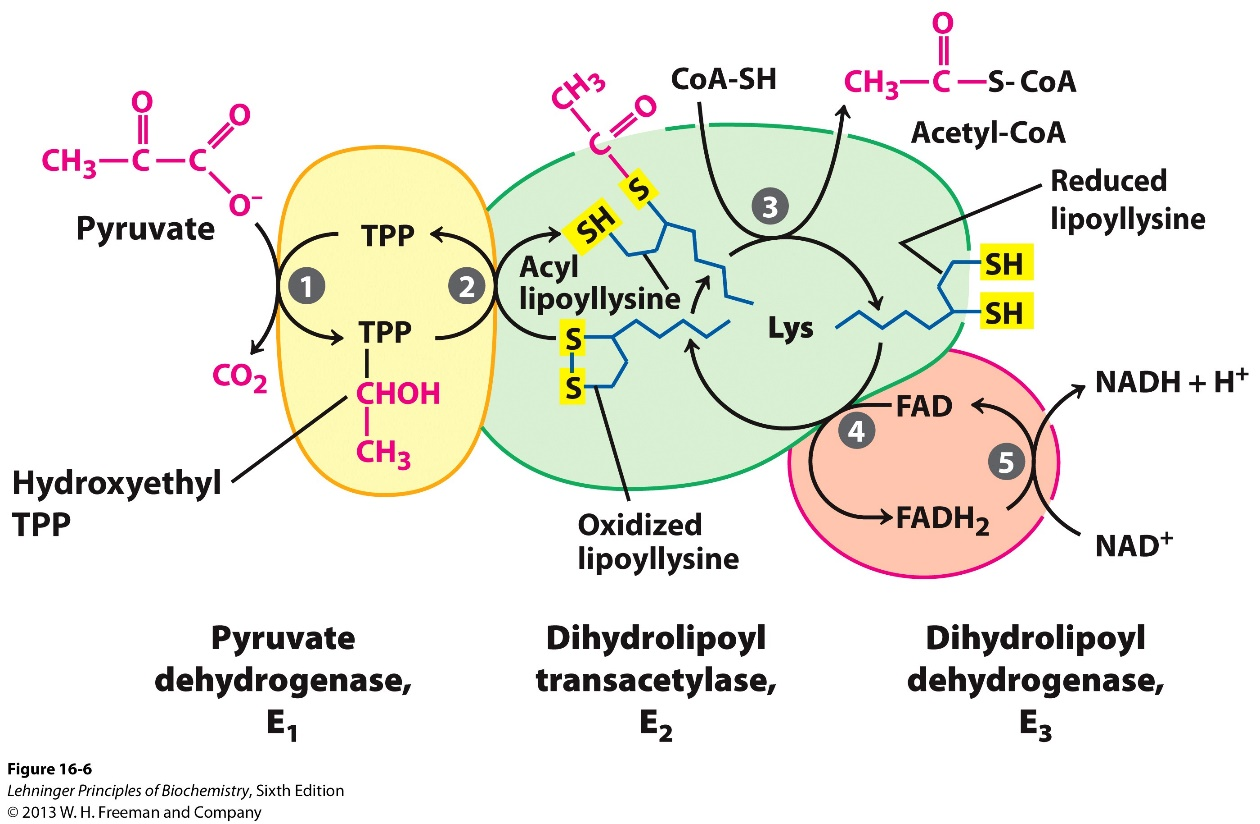 O
CH₃—C—C
O
O⁻
Pyruvate
1
CO₂
TPP
TPP
CHOH
CH₃
Hydroxyethyl
TPP
2
CH₃
C
O
S
SH
Acyl
lipoyllysine
S
S
Oxidized
lipoyllysine
CoA-SH
3
O
CH₃—C—S-CoA
Acetyl-CoA
Reduced
lipoyllysine
SH
SH
Lys
4
FAD
FADH₂
5
NADH + H⁺
NAD⁺
Pyruvate
dehydrogenase,
E₁
Dihydrolipoyl
transacetylase,
E₂
Dihydrolipoyl
dehydrogenase,
E₃
Figure 16-6
Lehninger Principles of Biochemistry, Sixth Edition
© 2013 W. H. Freeman and Company